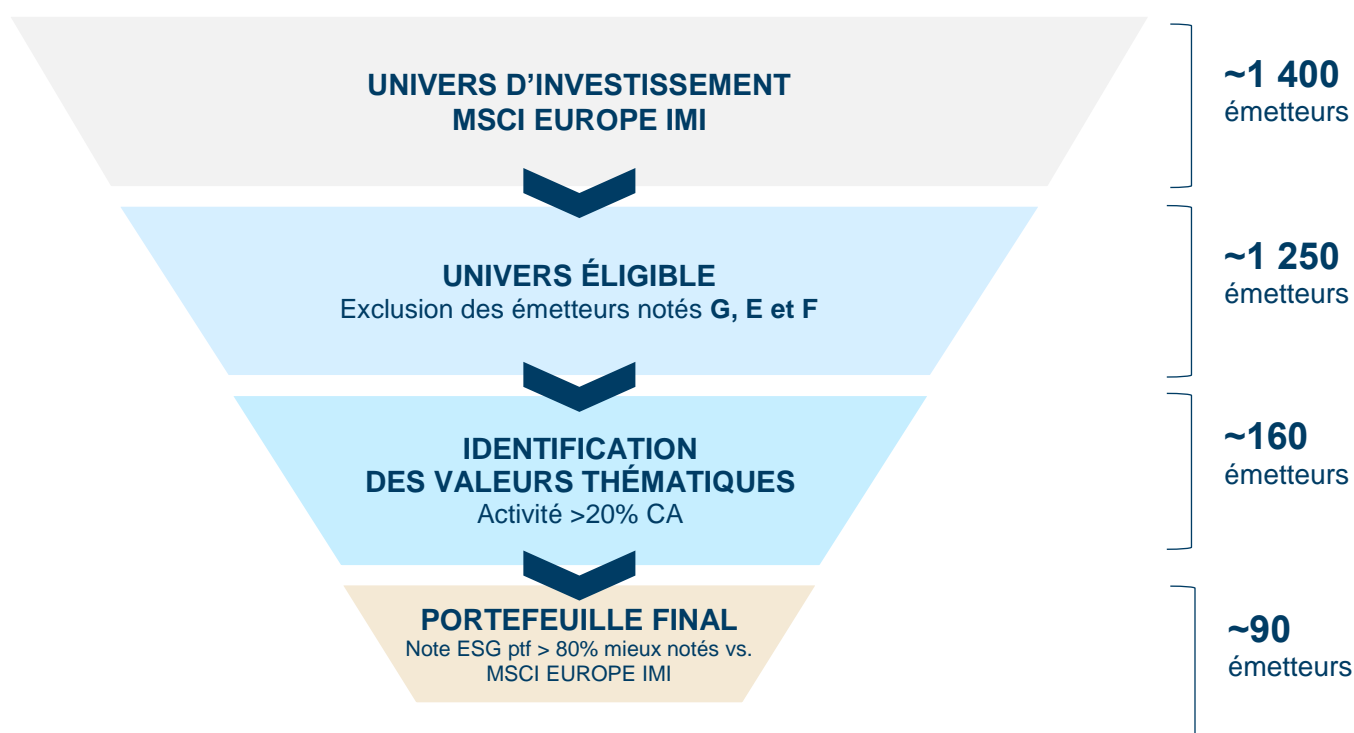 UNIVERS D’INVESTISSEMENT
MSCI EUROPE IMI
~1 400
émetteurs
UNIVERS ÉLIGIBLE
Exclusion des émetteurs notés G, E et F
~1 250
émetteurs
IDENTIFICATION
DES VALEURS THÉMATIQUES
Activité >20% CA
~160
émetteurs
PORTEFEUILLE FINAL
Note ESG ptf > 80% mieux notés vs.
MSCI EUROPE IMI
~90
émetteurs